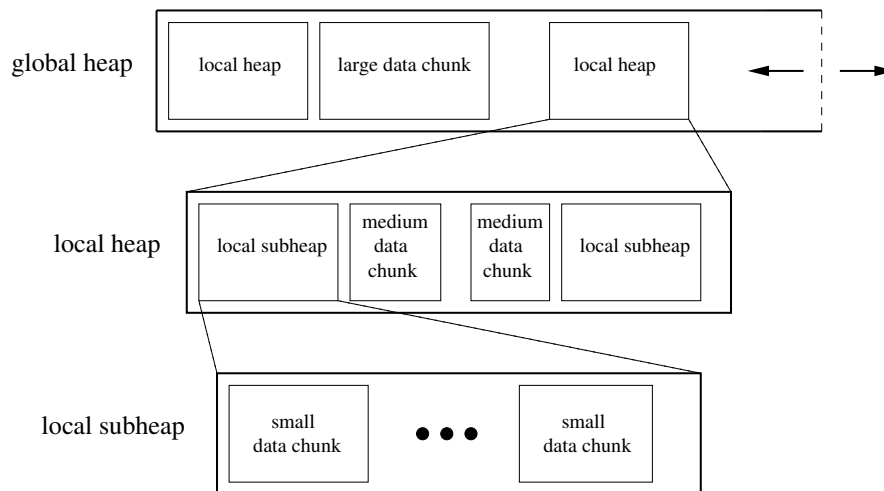 global heap
local heap
large data chunk
local heap
local heap
local subheap
medium
data
chunk
medium
data
chunk
local subheap
local subheap
small
data chunk
small
data chunk